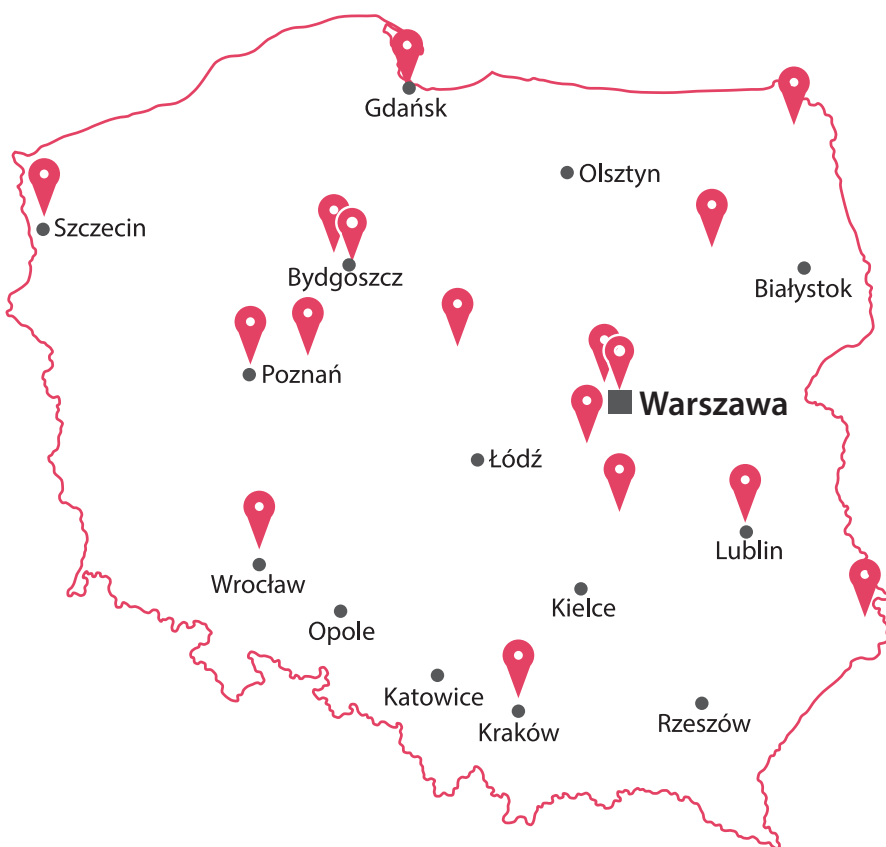 Gdańsk
Olsztyn
Szczecin
Bydgoszcz
Białystok
Poznań
Warszawa
Łódź
Lublin
Wrocław
Kielce
Opole
Katowice
Rzeszów
Kraków